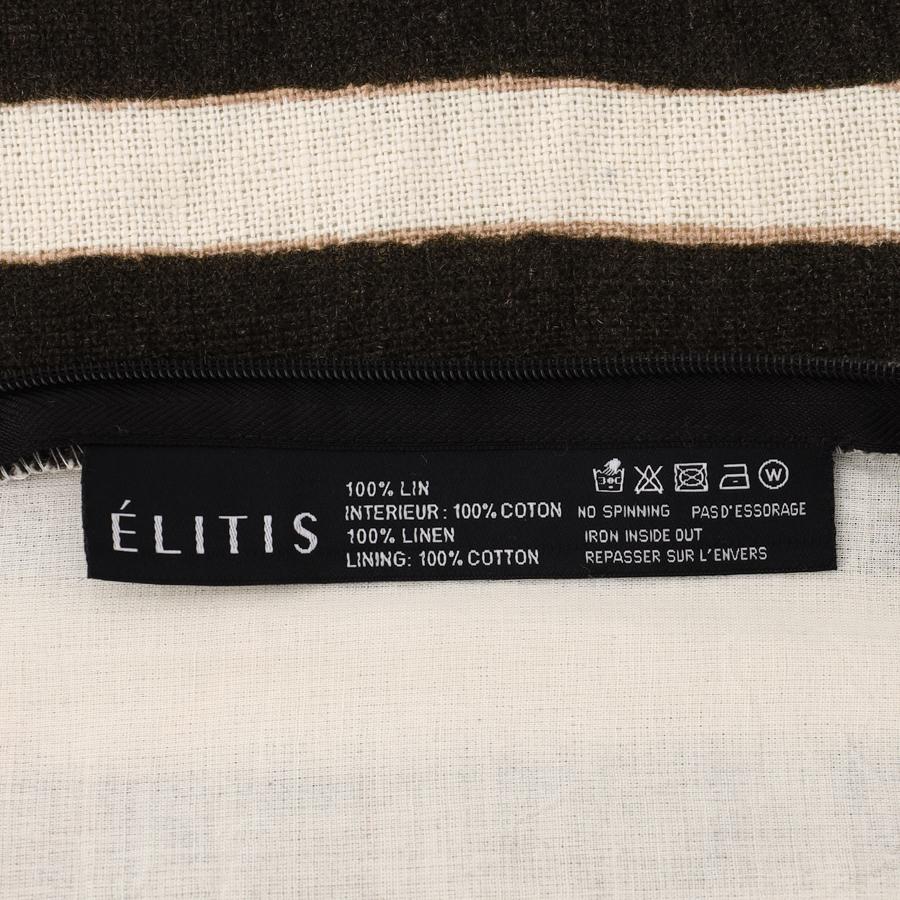 ÉLITIS
100% LIN
INTERIEUR: 100% COTON
100% LINEN
LINING: 100% COTTON
W
NO SPINNING PAS D'ESSORAGE
IRON INSIDE OUT
REPASSER SUR L'ENVERS